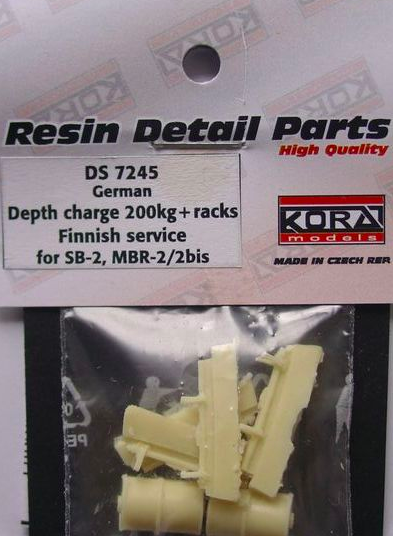 Resin Detail Parts
High Quality
DS 7245
German
Depth charge 200kg+racks
Finnish service
for SB-2, MBR-2/2bis
KORA
models
MADE IN CZECH REP.